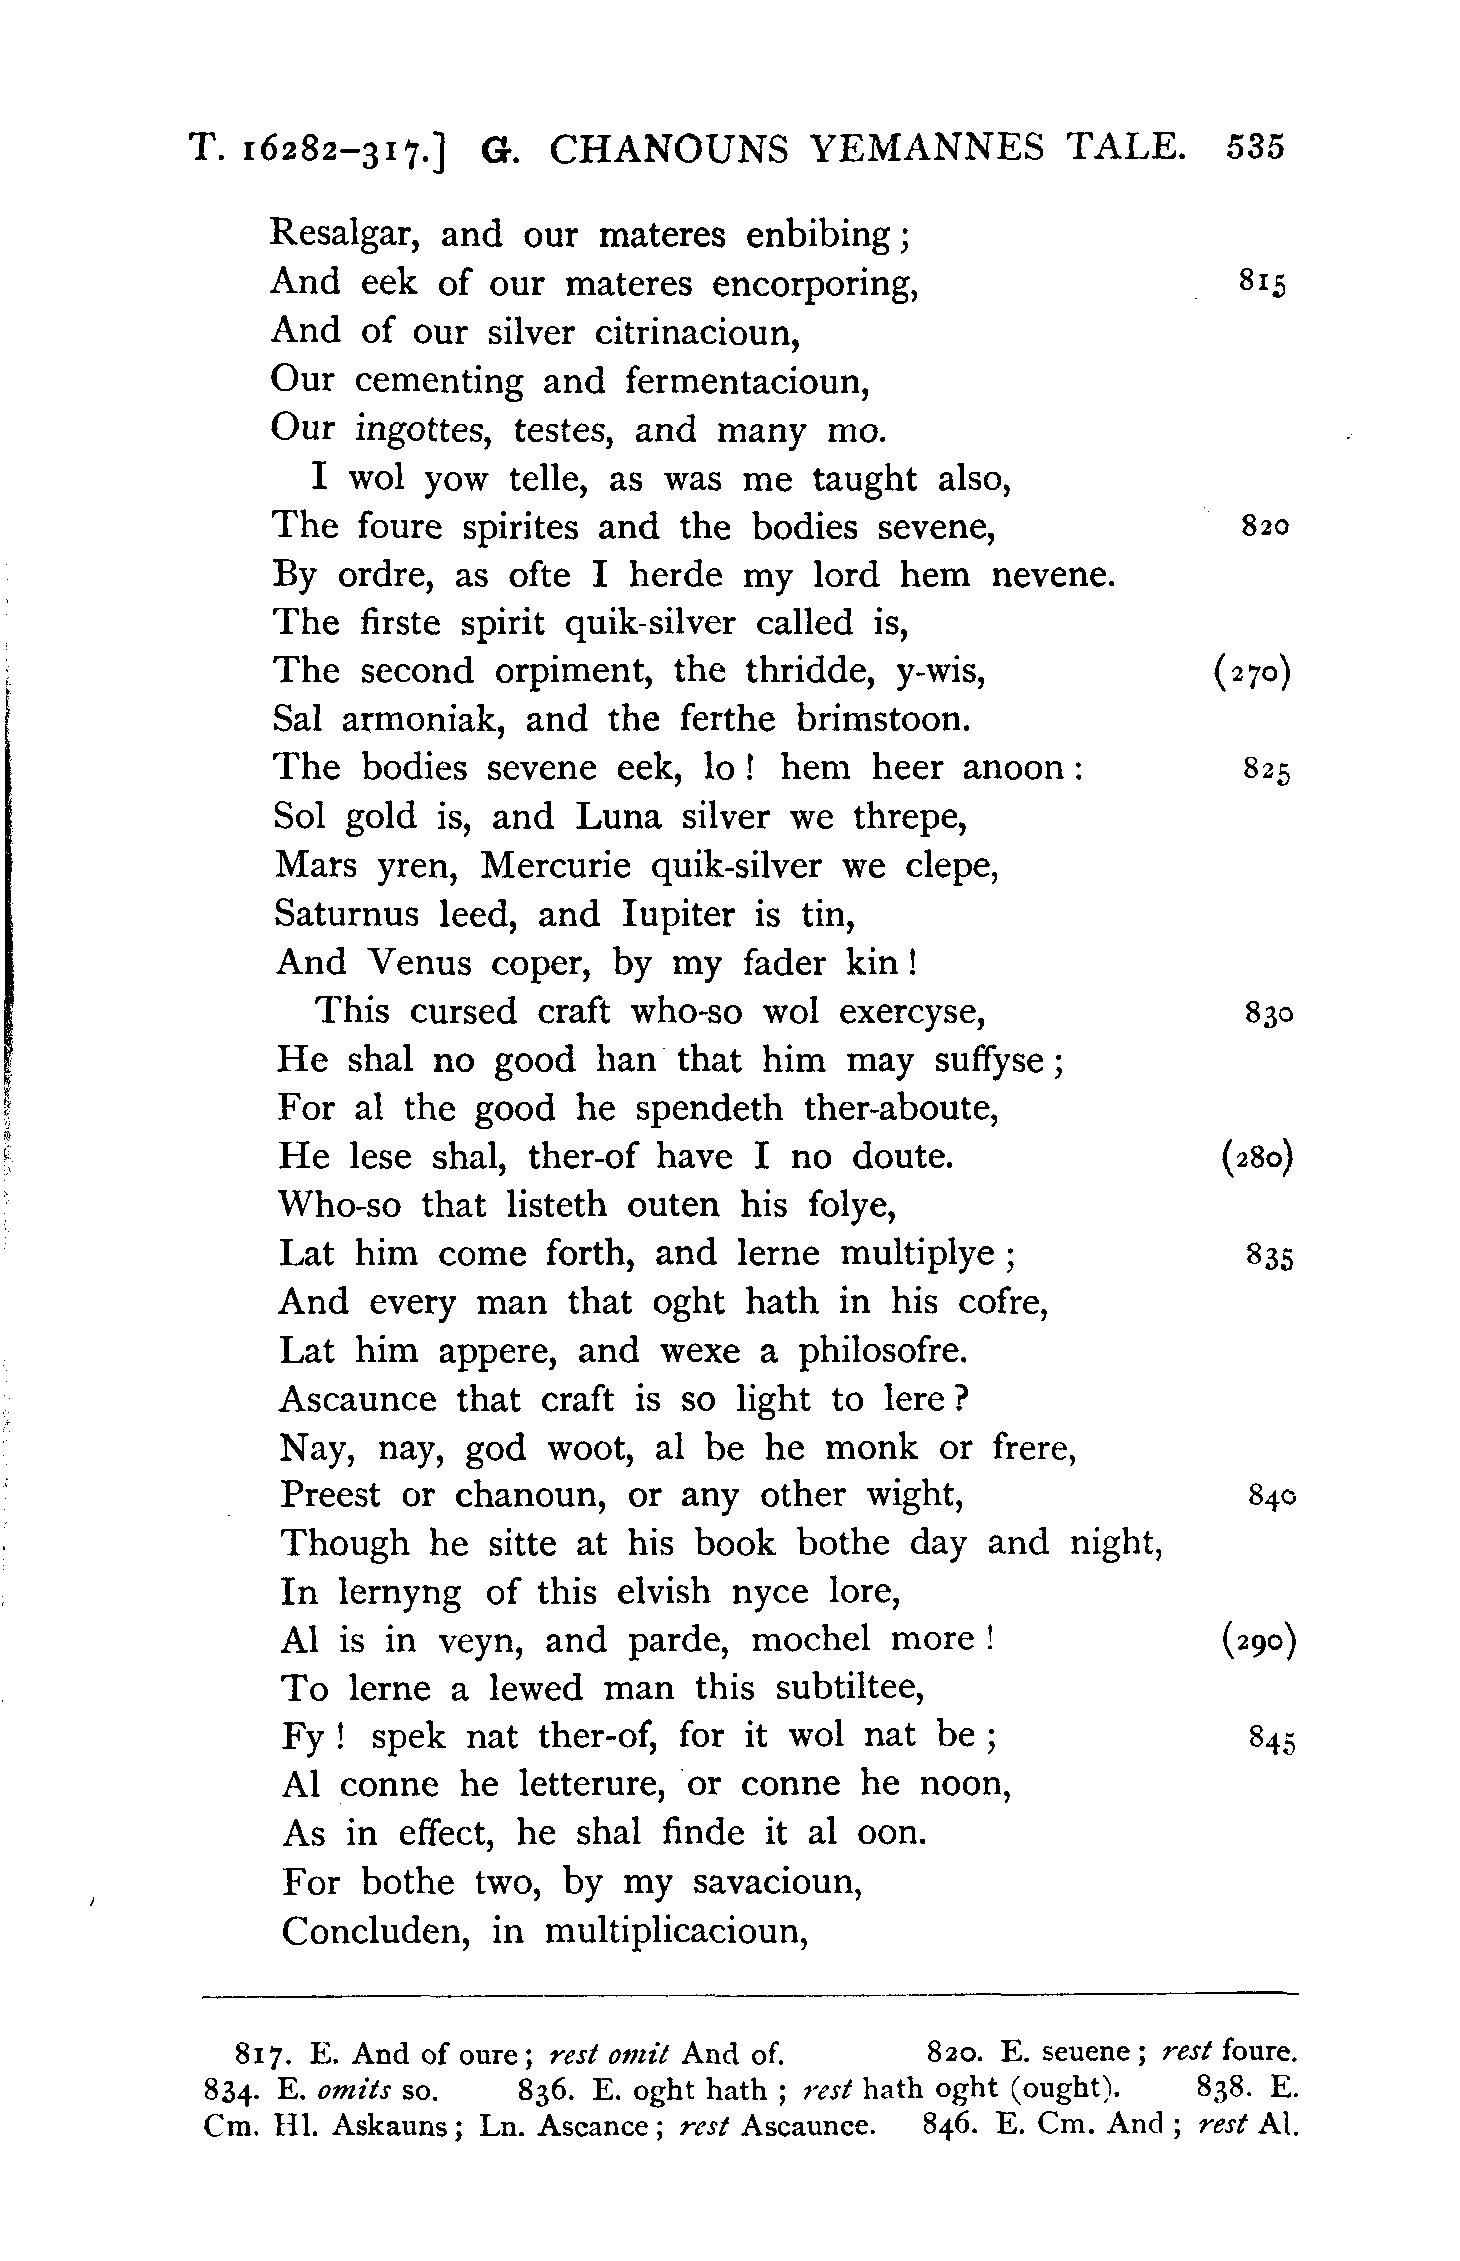 T. 16282–317.] G. CHANOUNS YEMANNES TALE. 535
Resalgar, and our materes enbibing ;
And eek of our materes encorporing, 815
And of our silver citrinacioun,
Our cementing and fermentacioun,
Our ingottes, testes, and many mo.
I wol yow telle, as was me taught also,
The foure spirites and the bodies sevene, 820
By ordre, as ofte I herde my lord hem nevene.
The firste spirit quik-silver called is,
The second orpiment, the thridde, y-wis, (270)
Sal armoniak, and the ferthe brimstoon.
The bodies sevene eek, lo ! hem heer anoon : 825
Sol gold is, and Luna silver we threpe,
Mars yren, Mercurie quik-silver we clepe,
Saturnus leed, and Iupiter is tin,
And Venus coper, by my fader kin !
This cursed craft who-so wol exercyse, 830
He shal no good han that him may suffyse ;
For al the good he spendeth ther-aboute,
He lese shal, ther-of have I no doute. (280)
Who-so that listeth outen his folye,
Lat him come forth, and lerne multiplye ; 835
And every man that oght hath in his cofre,
Lat him appere, and wexe a philosofre.
Ascaunce that craft is so light to lere ?
Nay, nay, god woot, al be he monk or frere,
Preest or chanoun, or any other wight, 840
Though he sitte at his book bothe day and night,
In lernyng of this elvish nyce lore,
Al is in veyn, and parde, mochel more ! (290)
To lerne a lewed man this subtiltee,
Fy ! spek nat ther-of, for it wol nat be ; 845
Al conne he letterure, or conne he noon,
As in effect, he shal finde it al oon.
For bothe two, by my savacioun,
Concluden, in multiplicacioun,
817. E. And of oure ; rest omit And of. 820. E. seuene ; rest foure.
834. E. omits so. 836. E. oght hath ; rest hath oght (ought). 838. E.
Cm. Hl. Askauns ; Ln. Ascance ; rest Ascaunce. 846. E. Cm. And ; rest Al.